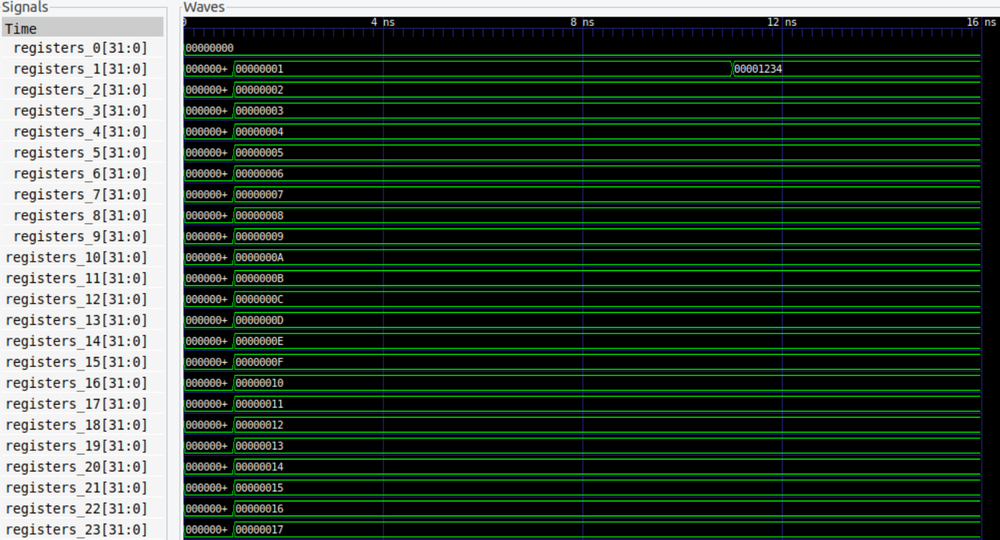 Signals Waves
Time 0 4 ns 8 ns 12 ns 16 ns
registers_0[31:0] 00000000
registers_1[31:0] 000000+ 00000001 00001234
registers_2[31:0] 000000+ 00000002
registers_3[31:0] 000000+ 00000003
registers_4[31:0] 000000+ 00000004
registers_5[31:0] 000000+ 00000005
registers_6[31:0] 000000+ 00000006
registers_7[31:0] 000000+ 00000007
registers_8[31:0] 000000+ 00000008
registers_9[31:0] 000000+ 00000009
registers_10[31:0] 000000+ 0000000A
registers_11[31:0] 000000+ 0000000B
registers_12[31:0] 000000+ 0000000C
registers_13[31:0] 000000+ 0000000D
registers_14[31:0] 000000+ 0000000E
registers_15[31:0] 000000+ 0000000F
registers_16[31:0] 000000+ 00000010
registers_17[31:0] 000000+ 00000011
registers_18[31:0] 000000+ 00000012
registers_19[31:0] 000000+ 00000013
registers_20[31:0] 000000+ 00000014
registers_21[31:0] 000000+ 00000015
registers_22[31:0] 000000+ 00000016
registers_23[31:0] 000000+ 00000017